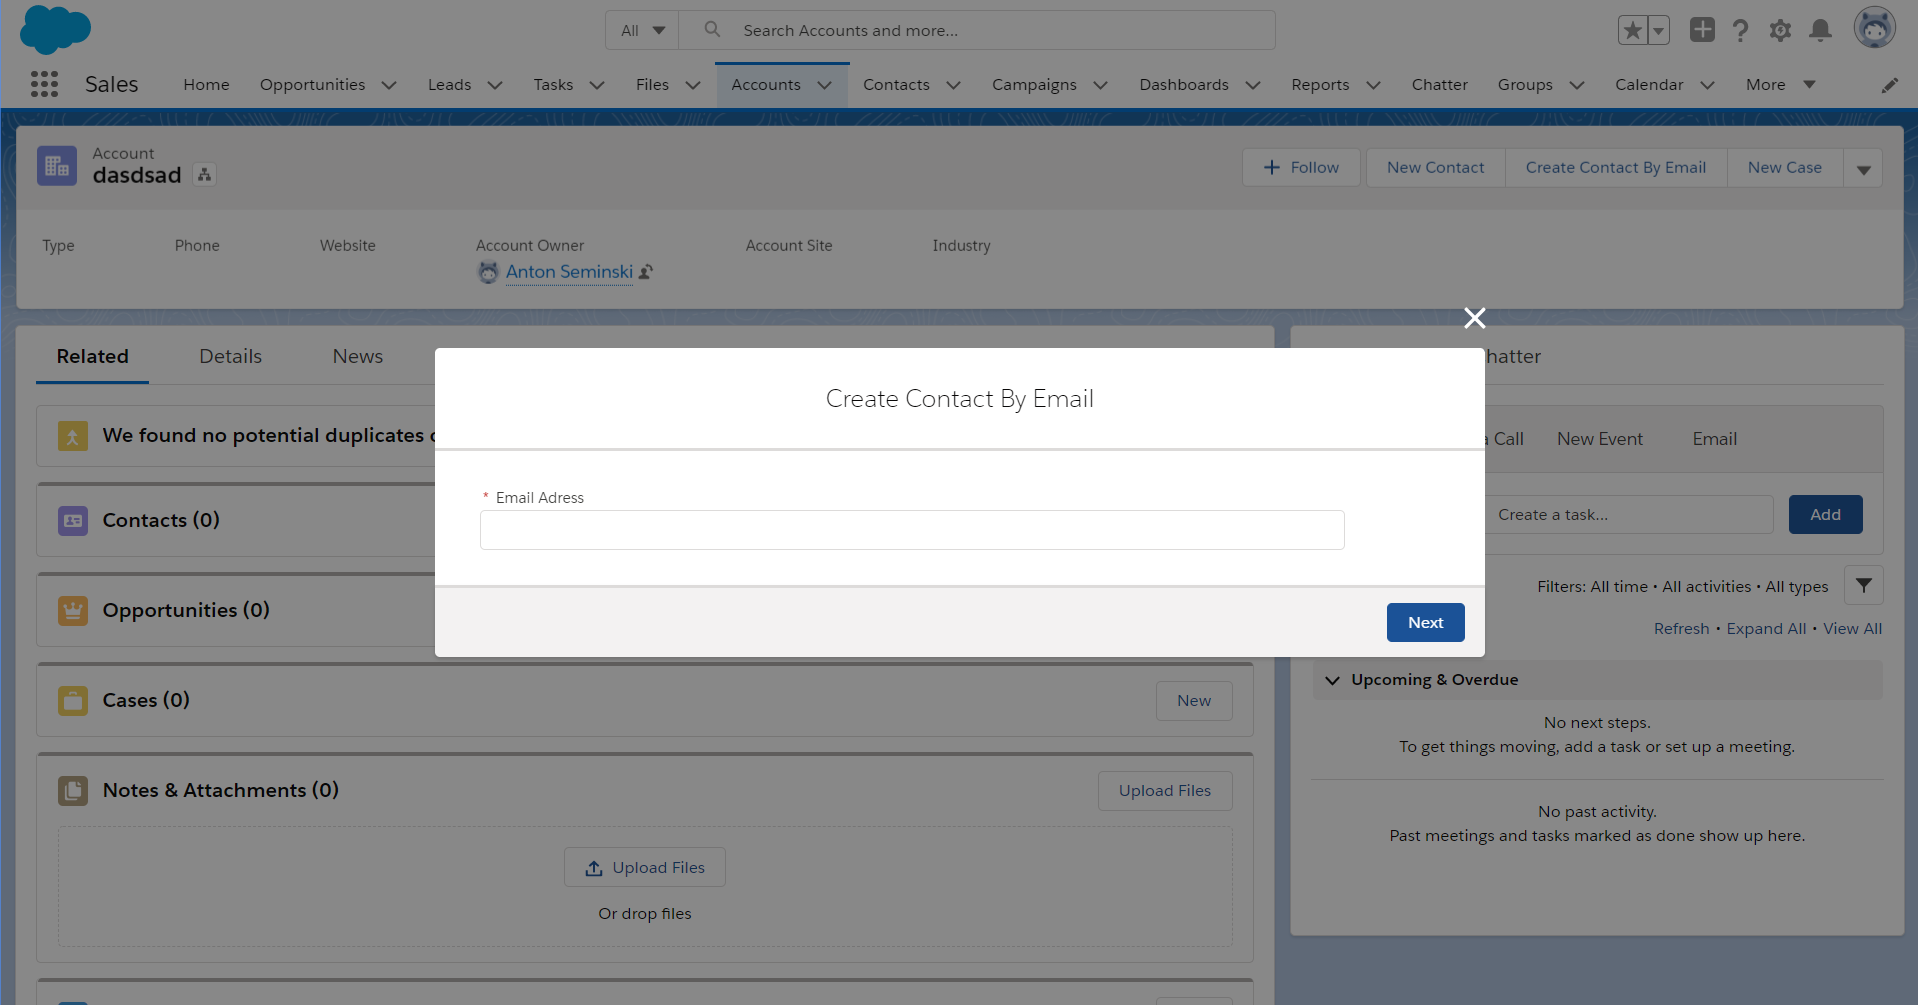 All
Search Accounts and more...
Sales
Home
Opportunities
Leads
Tasks
Files
Accounts
Contacts
Campaigns
Dashboards
Reports
Chatter
Groups
Calendar
More
Account
dasdsad
Follow
New Contact
Create Contact By Email
New Case
Type
Phone
Website
Account Owner
Account Site
Industry
Anton Seminski
Related
Details
News
hatter
We found no potential duplicates
Create Contact By Email
Call
New Event
Email
* Email Adress
Contacts (0)
Create a task...
Add
Filters: All time • All activities • All types
Opportunities (0)
Next
Refresh • Expand All • View All
Upcoming & Overdue
Cases (0)
New
No next steps.
To get things moving, add a task or set up a meeting.
Notes & Attachments (0)
Upload Files
No past activity.
Past meetings and tasks marked as done show up here.
Upload Files
Or drop files